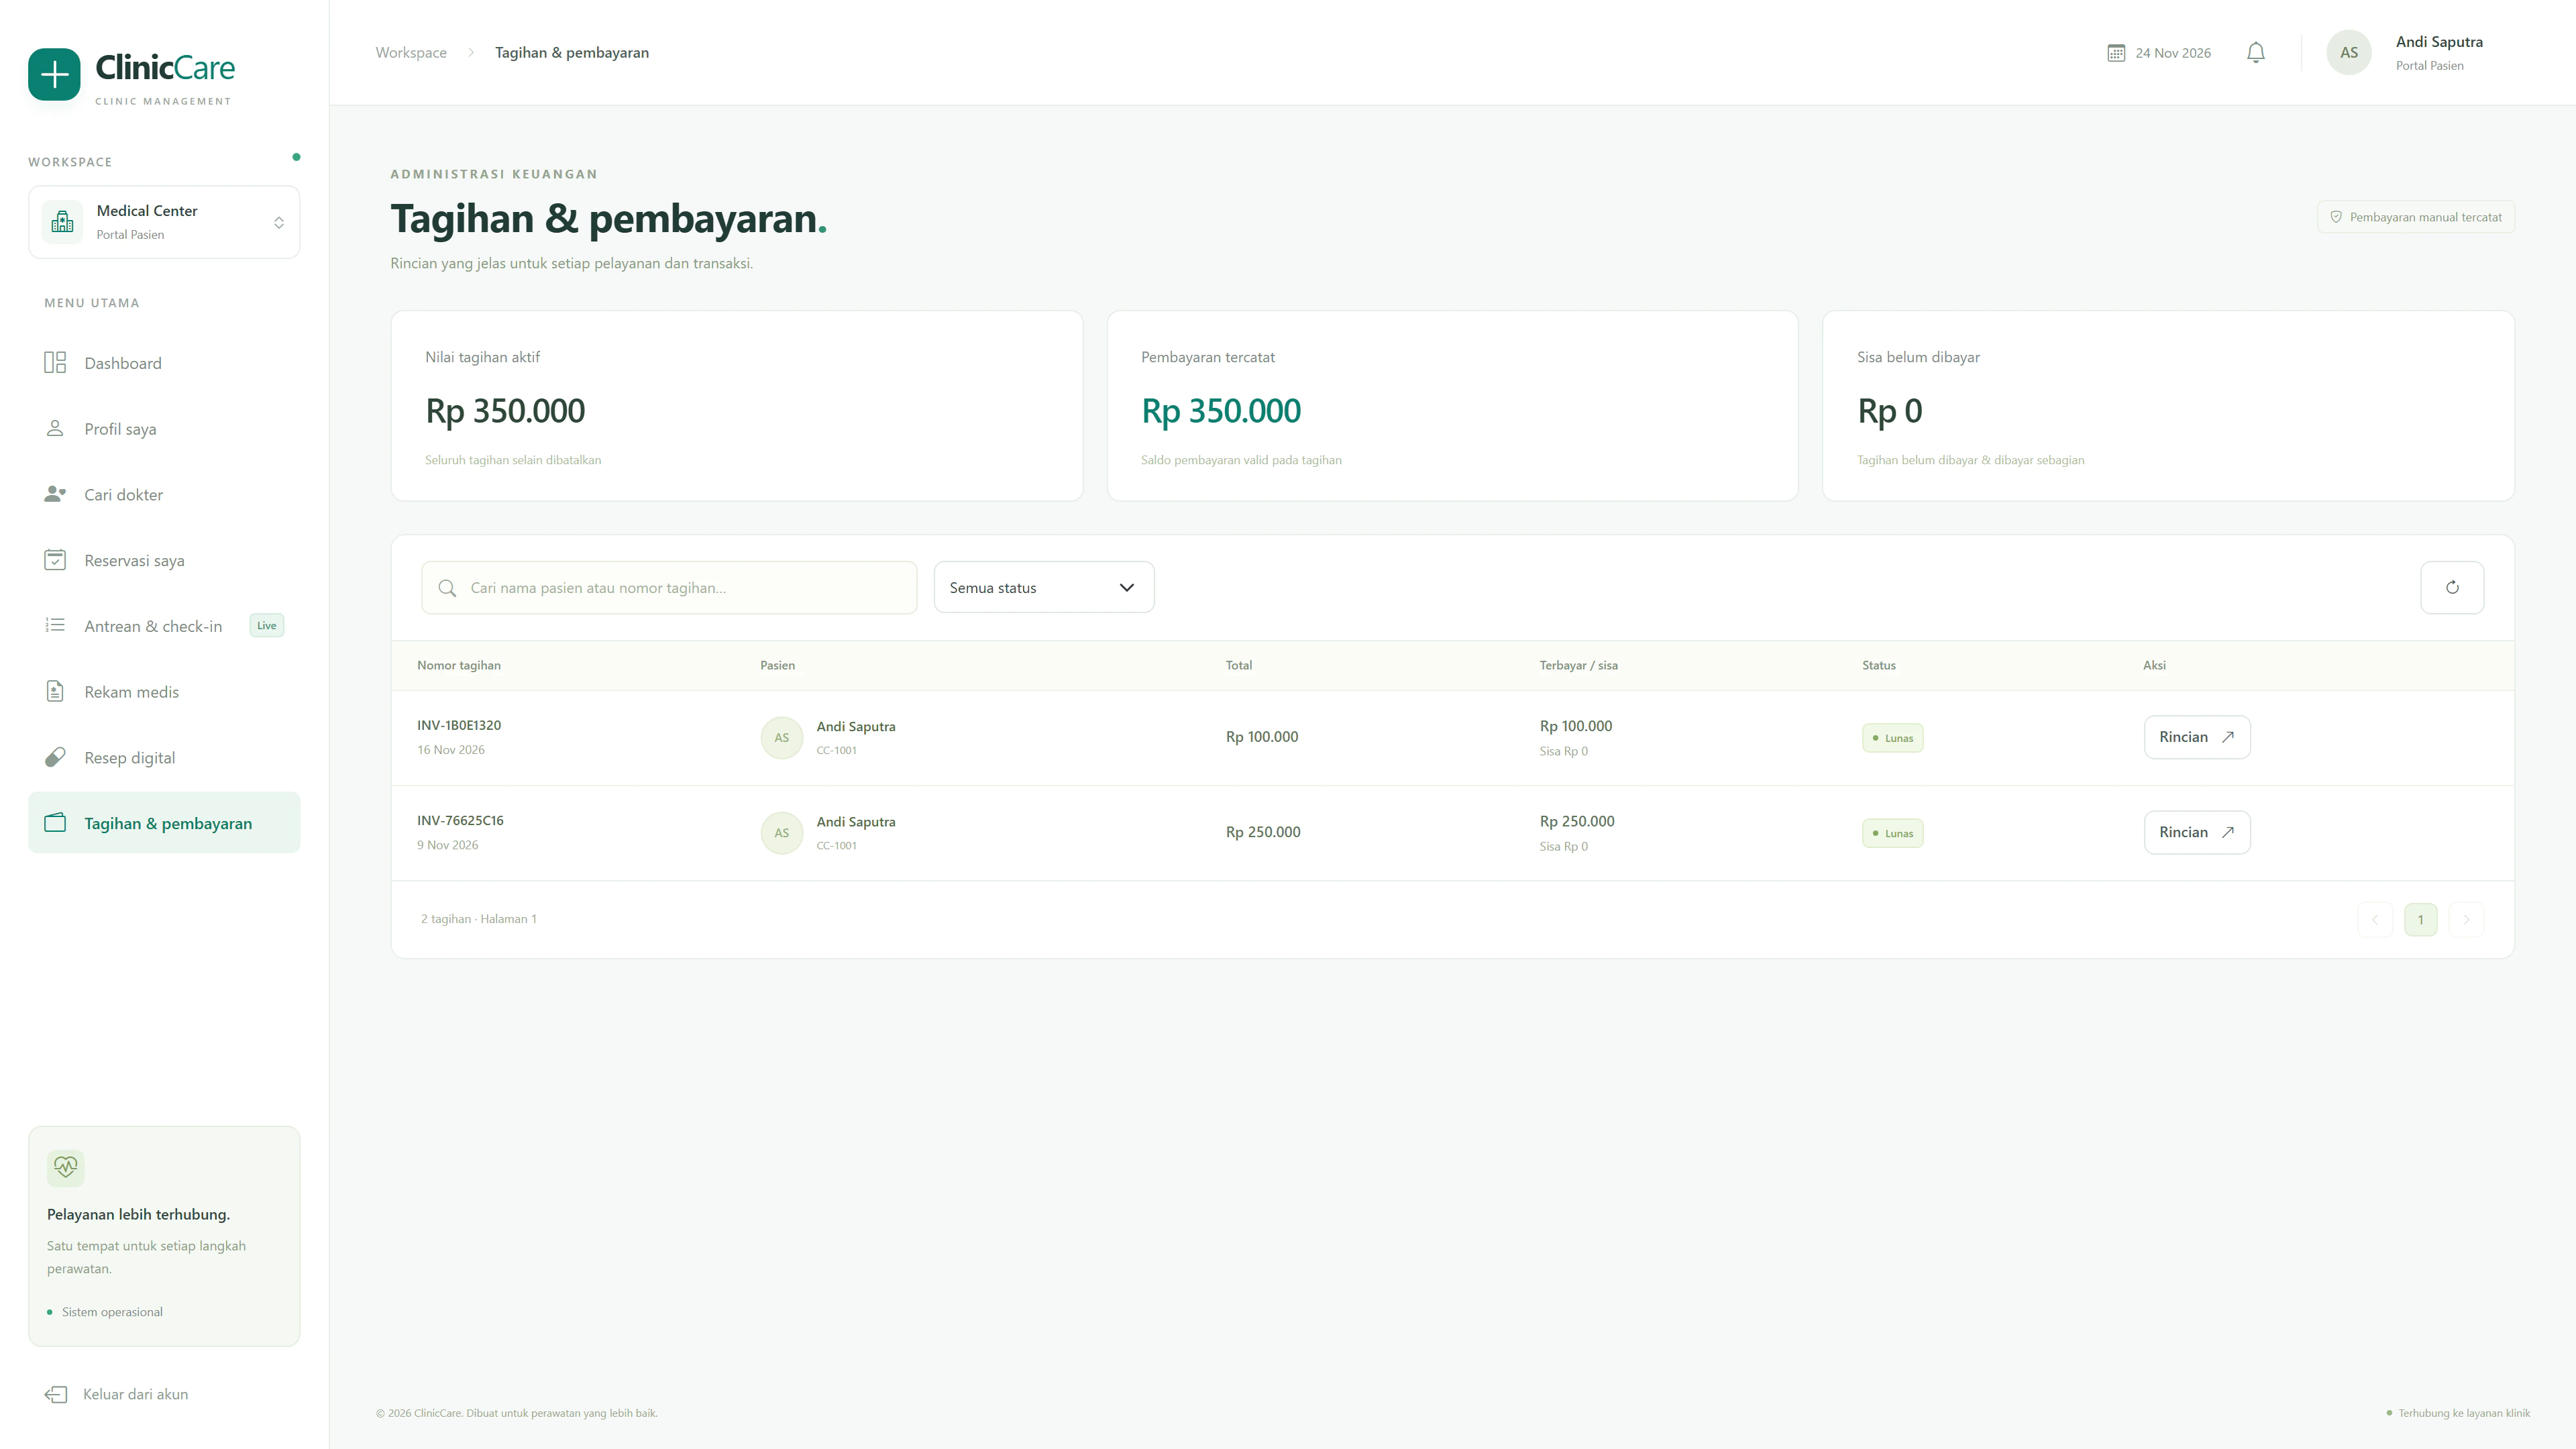 ClinicCare
CLINIC MANAGEMENT
WORKSPACE
Medical Center
Portal Pasien
MENU UTAMA
Dashboard
Profil saya
Cari dokter
Reservasi saya
Antrean & check-in Live
Rekam medis
Resep digital
Tagihan & pembayaran
Pelayanan lebih terhubung.
Satu tempat untuk setiap langkah
perawatan.
Sistem operasional
Keluar dari akun
Workspace > Tagihan & pembayaran
24 Nov 2026
AS
Andi Saputra
Portal Pasien
ADMINISTRASI KEUANGAN
Tagihan & pembayaran.
Rincian yang jelas untuk setiap pelayanan dan transaksi.
Pembayaran manual tercatat
Nilai tagihan aktif
Rp 350.000
Seluruh tagihan selain dibatalkan
Pembayaran tercatat
Rp 350.000
Saldo pembayaran valid pada tagihan
Sisa belum dibayar
Rp 0
Tagihan belum dibayar & dibayar sebagian
Cari nama pasien atau nomor tagihan...
Semua status
Nomor tagihan Pasien Total Terbayar / sisa Status Aksi
INV-1B0E1320
16 Nov 2026
AS
Andi Saputra
CC-1001
Rp 100.000
Rp 100.000
Sisa Rp 0
Lunas
Rincian
INV-76625C16
9 Nov 2026
AS
Andi Saputra
CC-1001
Rp 250.000
Rp 250.000
Sisa Rp 0
Lunas
Rincian
2 tagihan · Halaman 1
1
© 2026 ClinicCare. Dibuat untuk perawatan yang lebih baik.
Terhubung ke layanan klinik